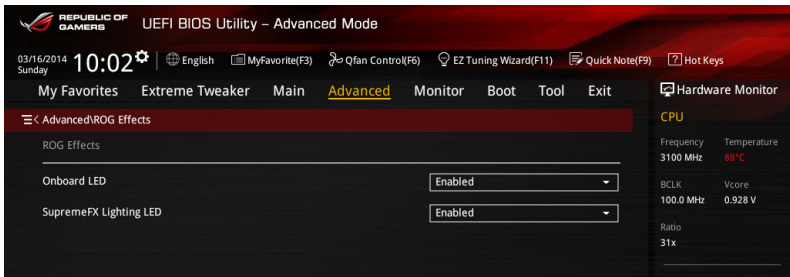 REPUBLIC OF
GAMERS
UEFI BIOS Utility – Advanced Mode
03/16/2014
Sunday
10:02
English
MyFavorite(F3)
Qfan Control(F6)
EZ Tuning Wizard(F11)
Quick Note(F9)
? Hot Keys
My Favorites Extreme Tweaker Main Advanced Monitor Boot Tool Exit
< Advanced\ROG Effects
ROG Effects
Onboard LED Enabled
SupremeFX Lighting LED Enabled
Hardware Monitor
CPU
Frequency Temperature
3100 MHz 88°C
BCLK Vcore
100.0 MHz 0.928 V
Ratio
31x